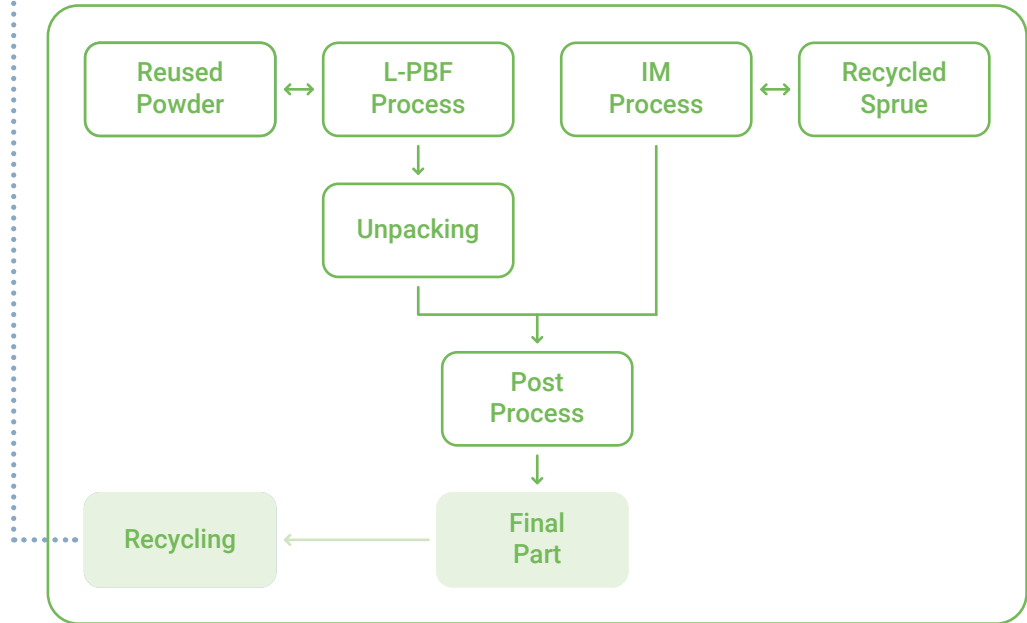 Reused
Powder
L-PBF
Process
IM
Process
Recycled
Sprue
Unpacking
Post
Process
Recycling
Final
Part